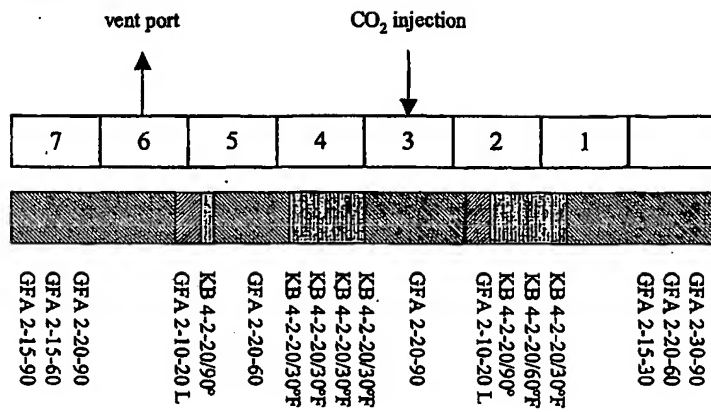 vent port
CO₂ injection
7
6
5
4
3
2
1
GFA 2-15-90
GFA 2-15-60
GFA 2-20-90
GFA 2-10-20 L
KB 4-2-20/90°
GFA 2-20-60
KB 4-2-20/30°F
KB 4-2-20/30°F
KB 4-2-20/30°F
KB 4-2-20/30°F
GFA 2-20-90
GFA 2-10-20 L
KB 4-2-20/90°
KB 4-2-20/60°F
KB 4-2-20/30°F
GFA 2-15-30
GFA 2-20-60
GFA 2-30-90